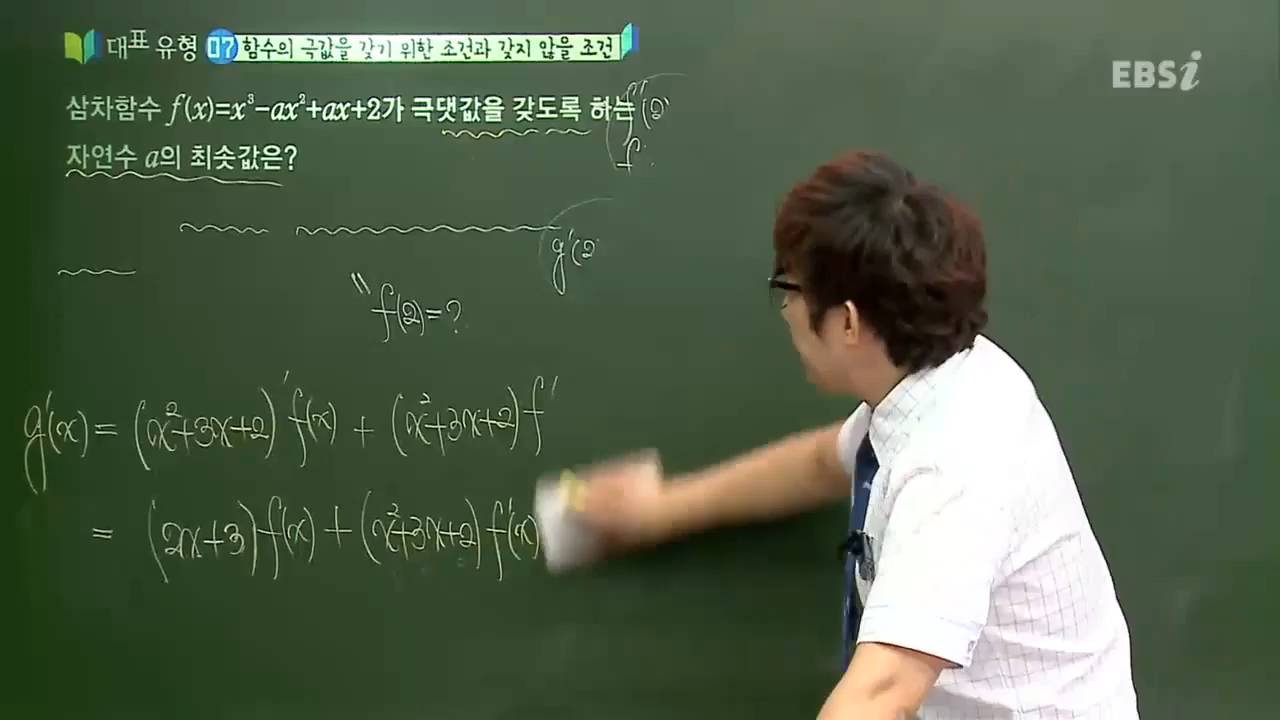 대표 유형 07 함수의 극값을 갖기 위한 조건과 갖지 않을 조건
EBSi
삼차함수 f(x)=x³-ax²+ax+2가 극댓값을 갖도록 하는
자연수 a의 최솟값은?
f'(2)
f
g'(2
"f(2)=?
g'(x) = (x²+3x+2)'f(x) + (x²+3x+2)f'
= (2x+3)f(x) + (x²+3x+2)f'(x)